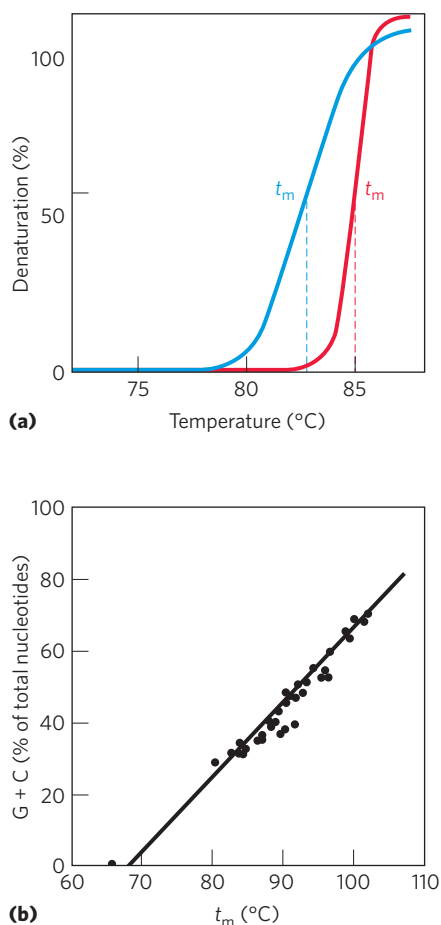 100
Denaturation (%)
tm
tm
50
0
75
80
85
(a)
Temperature (°C)
100
80
G + C (% of total nucleotides)
60
40
20
0
60
70
80
90
100
110
(b)
tm (°C)